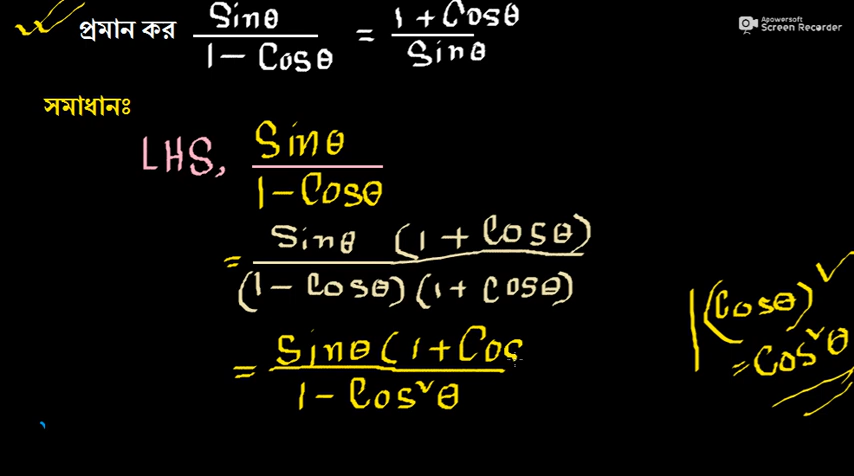 প্রমান কর Sinθ / 1 - Cosθ = 1 + Cosθ / Sinθ
Apowersoft
Screen Recorder
সমাধানঃ
LHS, Sinθ / 1 - Cosθ
= Sinθ (1 + Cosθ) / (1 - Cosθ) (1 + Cosθ)
= Sinθ (1 + Cos / 1 - Cos²θ
(Cosθ)²
= Cos²θ